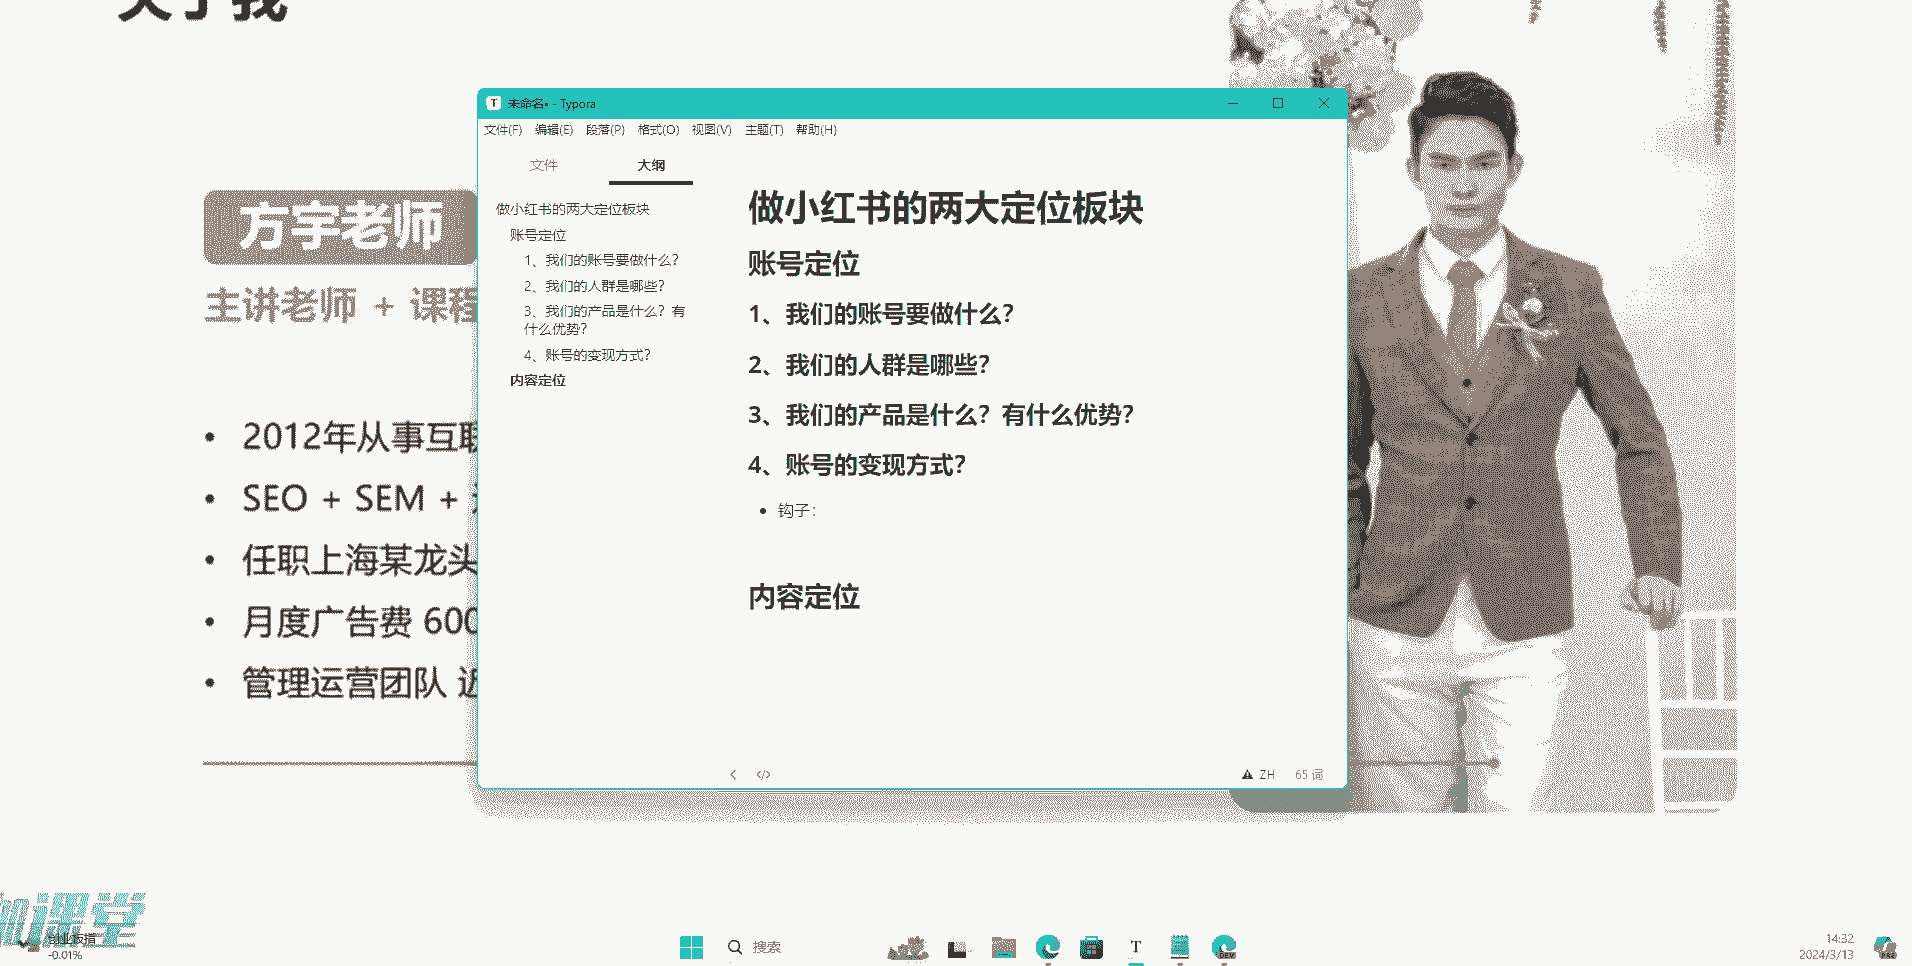 关于我
方宇老师
主讲老师 + 课程
• 2012年从事互联
• SEO + SEM +
• 任职上海某龙头
• 月度广告费 600
• 管理运营团队 近
未命名• - Typora
文件(F) 编辑(E) 段落(P) 格式(O) 视图(V) 主题(T) 帮助(H)
文件 大纲
做小红书的两大定位板块
账号定位
1、我们的账号要做什么?
2、我们的人群是哪些?
3、我们的产品是什么? 有
什么优势?
4、账号的变现方式?
内容定位
做小红书的两大定位板块
账号定位
1、我们的账号要做什么?
2、我们的人群是哪些?
3、我们的产品是什么? 有什么优势?
4、账号的变现方式?
• 钩子:
内容定位
ZH 65 词
课堂
创业板指
-0.01%
搜索
14:32
2024/3/13